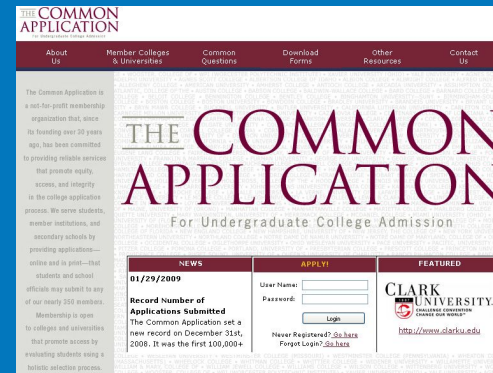 THE COMMON
APPLICATION
For Undergraduate College Admission
About
Us
Member Colleges
& Universities
Common
Questions
Download
Forms
Other
Resources
Contact
Us
The Common Application is
a not-for-profit membership
organization that, since
its founding over 30 years
ago, has been committed
to providing reliable services
that promote equity,
access, and integrity
in the college application
process. We serve students,
member institutions, and
secondary schools by
providing applications—
online and in print—that
students and school
officials may submit to any
of our nearly 350 members.
Membership is open
to colleges and universities
that promote access by
evaluating students using a
holistic selection process.
THE COMMON
APPLICATION
For Undergraduate College Admission
NEWS
01/29/2009
Record Number of
Applications Submitted
The Common Application set a
new record on December 31st,
2008. It was the first 100,000+
APPLY!
User Name:
Password:
Login
Never Registered? Go here
Forgot Login? Go here
FEATURED
CLARK
UNIVERSITY
CHALLENGE CONVENTION
CHANGE OUR WORLD
http://www.clarku.edu